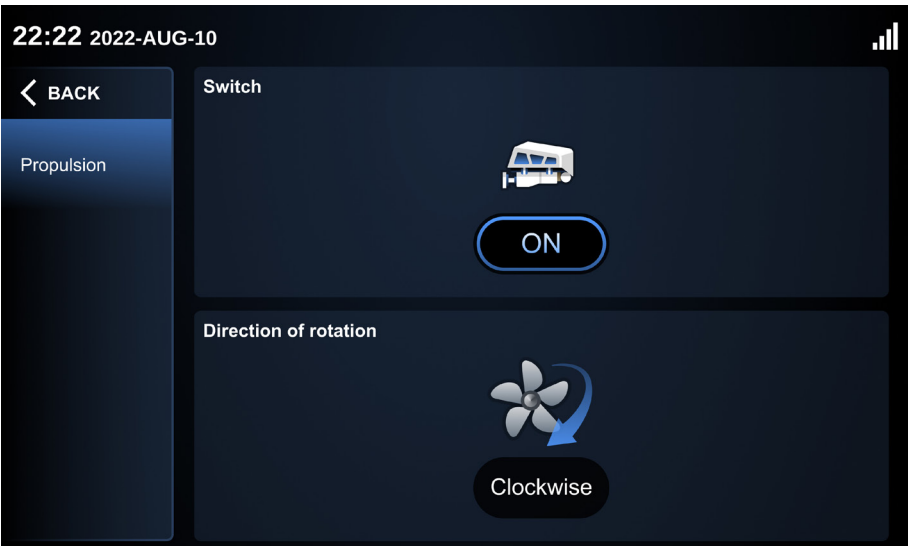 22:22 2022-AUG-10
BACK
Propulsion
Switch
ON
Direction of rotation
Clockwise